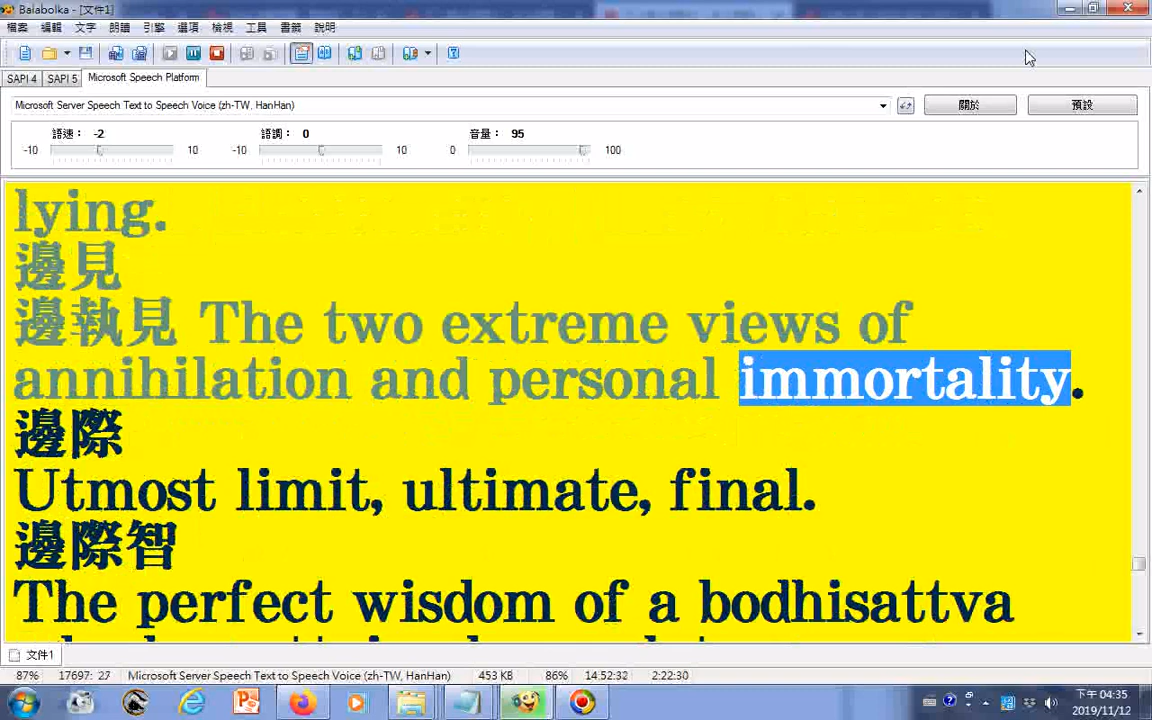 Balabolka - [文件1]
檔案 編輯 文字 朗讀 引擎 選項 檢視 工具 書籤 說明
SAPI 4 SAPI 5 Microsoft Speech Platform
Microsoft Server Speech Text to Speech Voice (zh-TW, HanHan) 關於 預設
語速： -2 語調： 0 音量： 95
-10 10 -10 10 0 100
lying.
邊見
邊執見 The two extreme views of
annihilation and personal immortality.
邊際
Utmost limit, ultimate, final.
邊際智
The perfect wisdom of a bodhisattva
文件1
87% 17697: 27 Microsoft Server Speech Text to Speech Voice (zh-TW, HanHan) 453 KB 86% 14:52:32 2:22:30
下午 04:35
2019/11/12